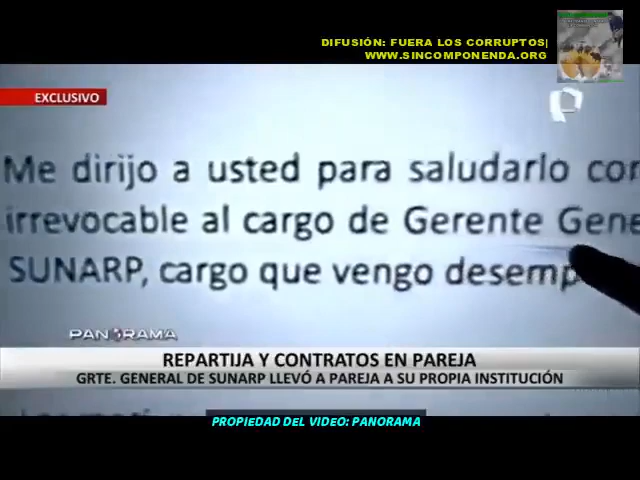 DIFUSIÓN: FUERA LOS CORRUPTOS|
WWW.SINCOMPONENDA.ORG
EXCLUSIVO
Me dirijo a usted para saludarlo con
irrevocable al cargo de Gerente Gene
SUNARP, cargo que vengo desemp
PANORAMA
REPARTIJA Y CONTRATOS EN PAREJA
GRTE. GENERAL DE SUNARP LLEVÓ A PAREJA A SU PROPIA INSTITUCIÓN
PROPIEDAD DEL VIDEO: PANORAMA